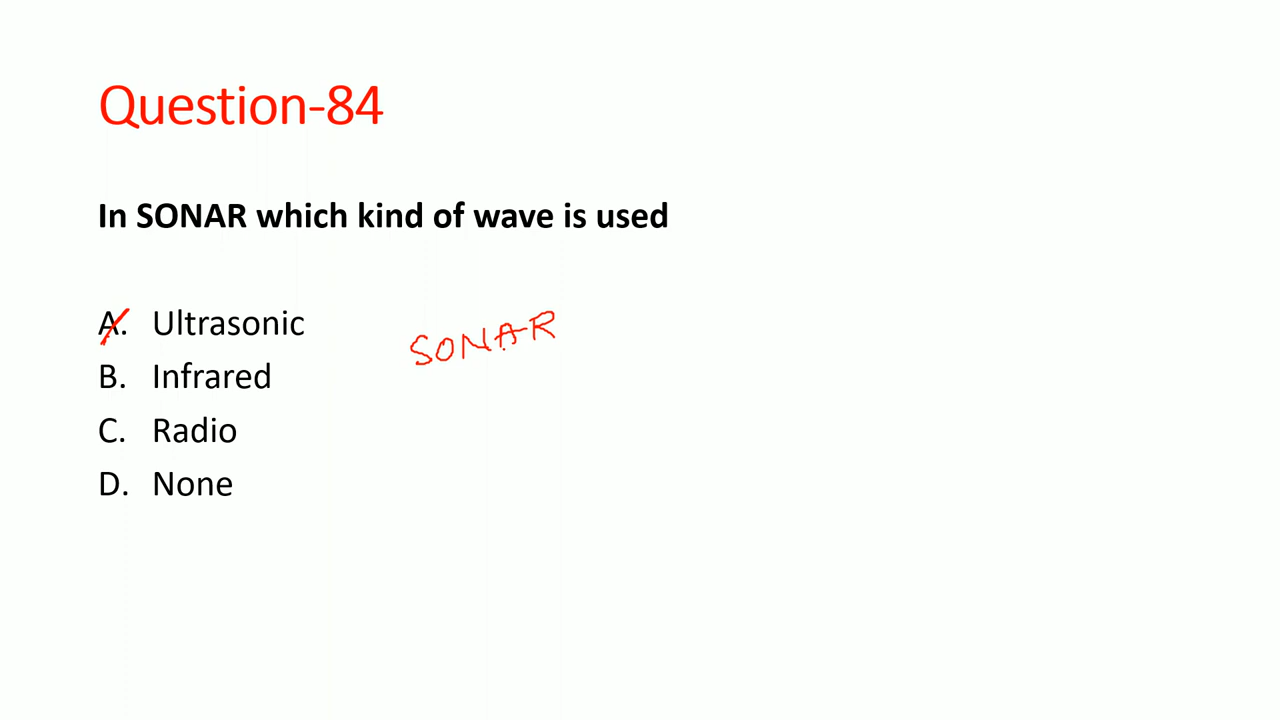 Question-84
In SONAR which kind of wave is used
A. Ultrasonic
SONAR
B. Infrared
C. Radio
D. None